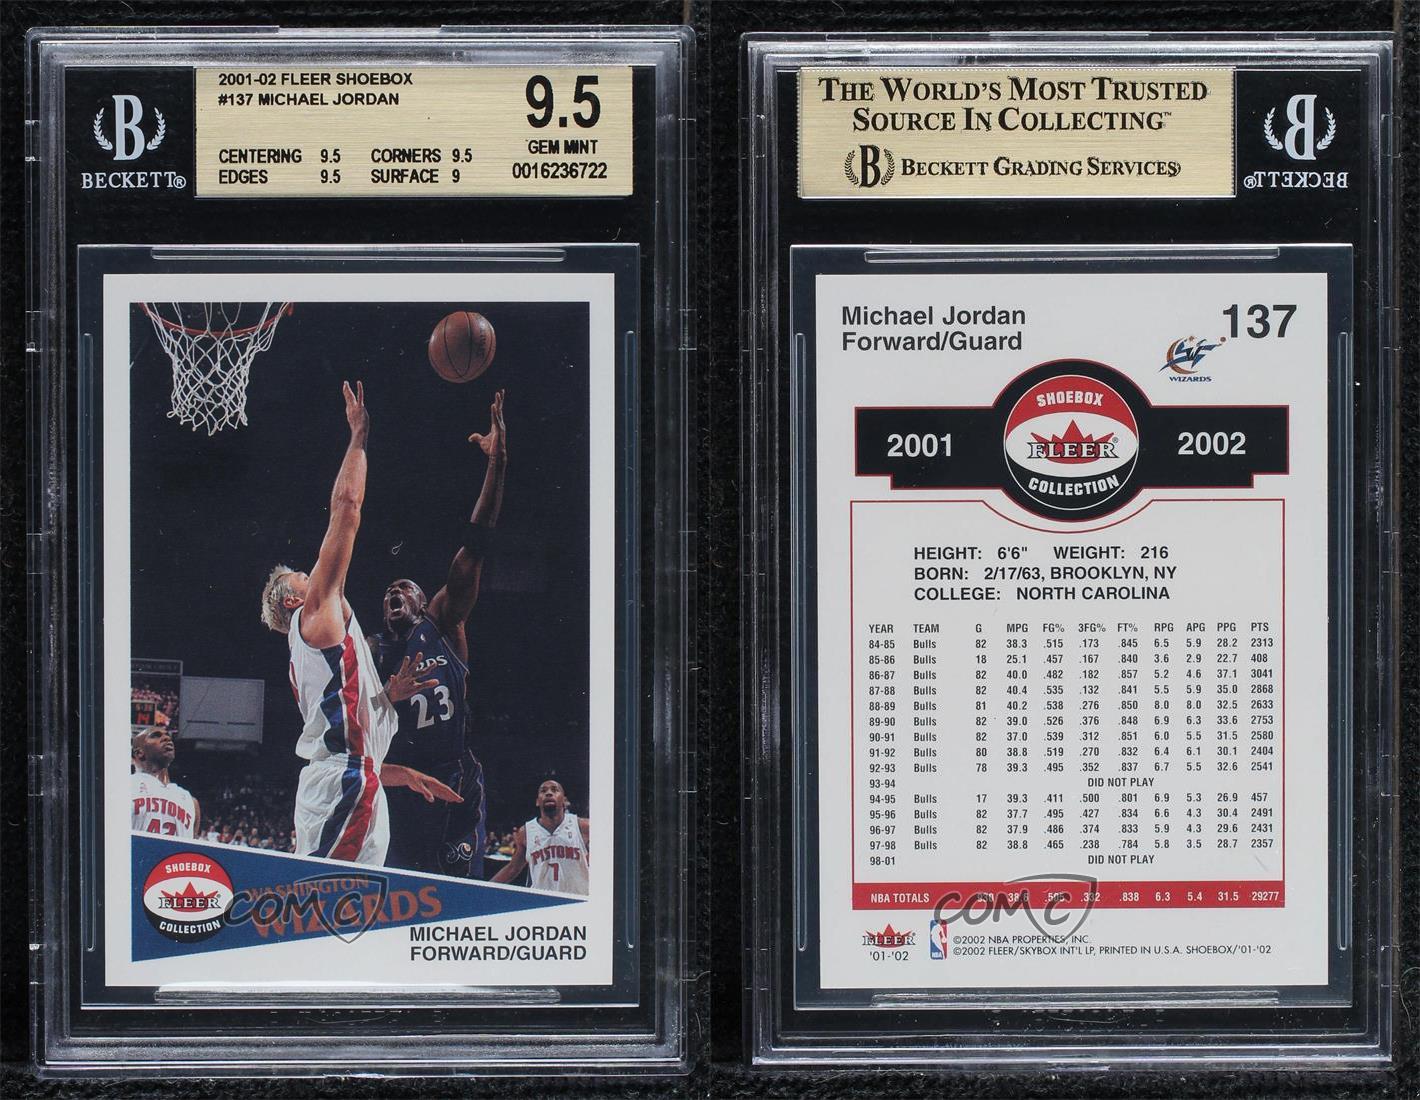 2001-02 FLEER SHOEBOX
#137 MICHAEL JORDAN
9.5
GEM MINT
CENTERING 9.5 CORNERS 9.5
EDGES 9.5 SURFACE 9
0016236722
B
BECKETT®
PISTONS
42
14
RDS
23
PISTONS
7
SHOEBOX
FLEER
COLLECTION
WASHINGTON
WIZARDS
COMC
MICHAEL JORDAN
FORWARD/GUARD
THE WORLD'S MOST TRUSTED
SOURCE IN COLLECTING™
B BECKETT GRADING SERVICES
B
BECKETT®
Michael Jordan
Forward/Guard
137
WIZARDS
SHOEBOX
2001 FLEER® 2002
COLLECTION
HEIGHT: 6'6" WEIGHT: 216
BORN: 2/17/63, BROOKLYN, NY
COLLEGE: NORTH CAROLINA
YEAR TEAM G MPG FG% 3FG% FT% RPG APG PPG PTS
84-85 Bulls 82 38.3 .515 .173 .845 6.5 5.9 28.2 2313
85-86 Bulls 18 25.1 .457 .167 .840 3.6 2.9 22.7 408
86-87 Bulls 82 40.0 .482 .182 .857 5.2 4.6 37.1 3041
87-88 Bulls 82 40.4 .535 .132 .841 5.5 5.9 35.0 2868
88-89 Bulls 81 40.2 .538 .276 .850 8.0 8.0 32.5 2633
89-90 Bulls 82 39.0 .526 .376 .848 6.9 6.3 33.6 2753
90-91 Bulls 82 37.0 .539 .312 .851 6.0 5.5 31.5 2580
91-92 Bulls 80 38.8 .519 .270 .832 6.4 6.1 30.1 2404
92-93 Bulls 78 39.3 .495 .352 .837 6.7 5.5 32.6 2541
93-94 DID NOT PLAY
94-95 Bulls 17 39.3 .411 .500 .801 6.9 5.3 26.9 457
95-96 Bulls 82 37.7 .495 .427 .834 6.6 4.3 30.4 2491
96-97 Bulls 82 37.9 .486 .374 .833 5.9 4.3 29.6 2431
97-98 Bulls 82 38.8 .465 .238 .784 5.8 3.5 28.7 2357
98-01 DID NOT PLAY
NBA TOTALS 930 38.6 .505 .332 .838 6.3 5.4 31.5 29277
COMC
FLEER
'01-'02
NBA
©2002 NBA PROPERTIES, INC.
©2002 FLEER/SKYBOX INT'L LP, PRINTED IN U.S.A. SHOEBOX/'01-'02